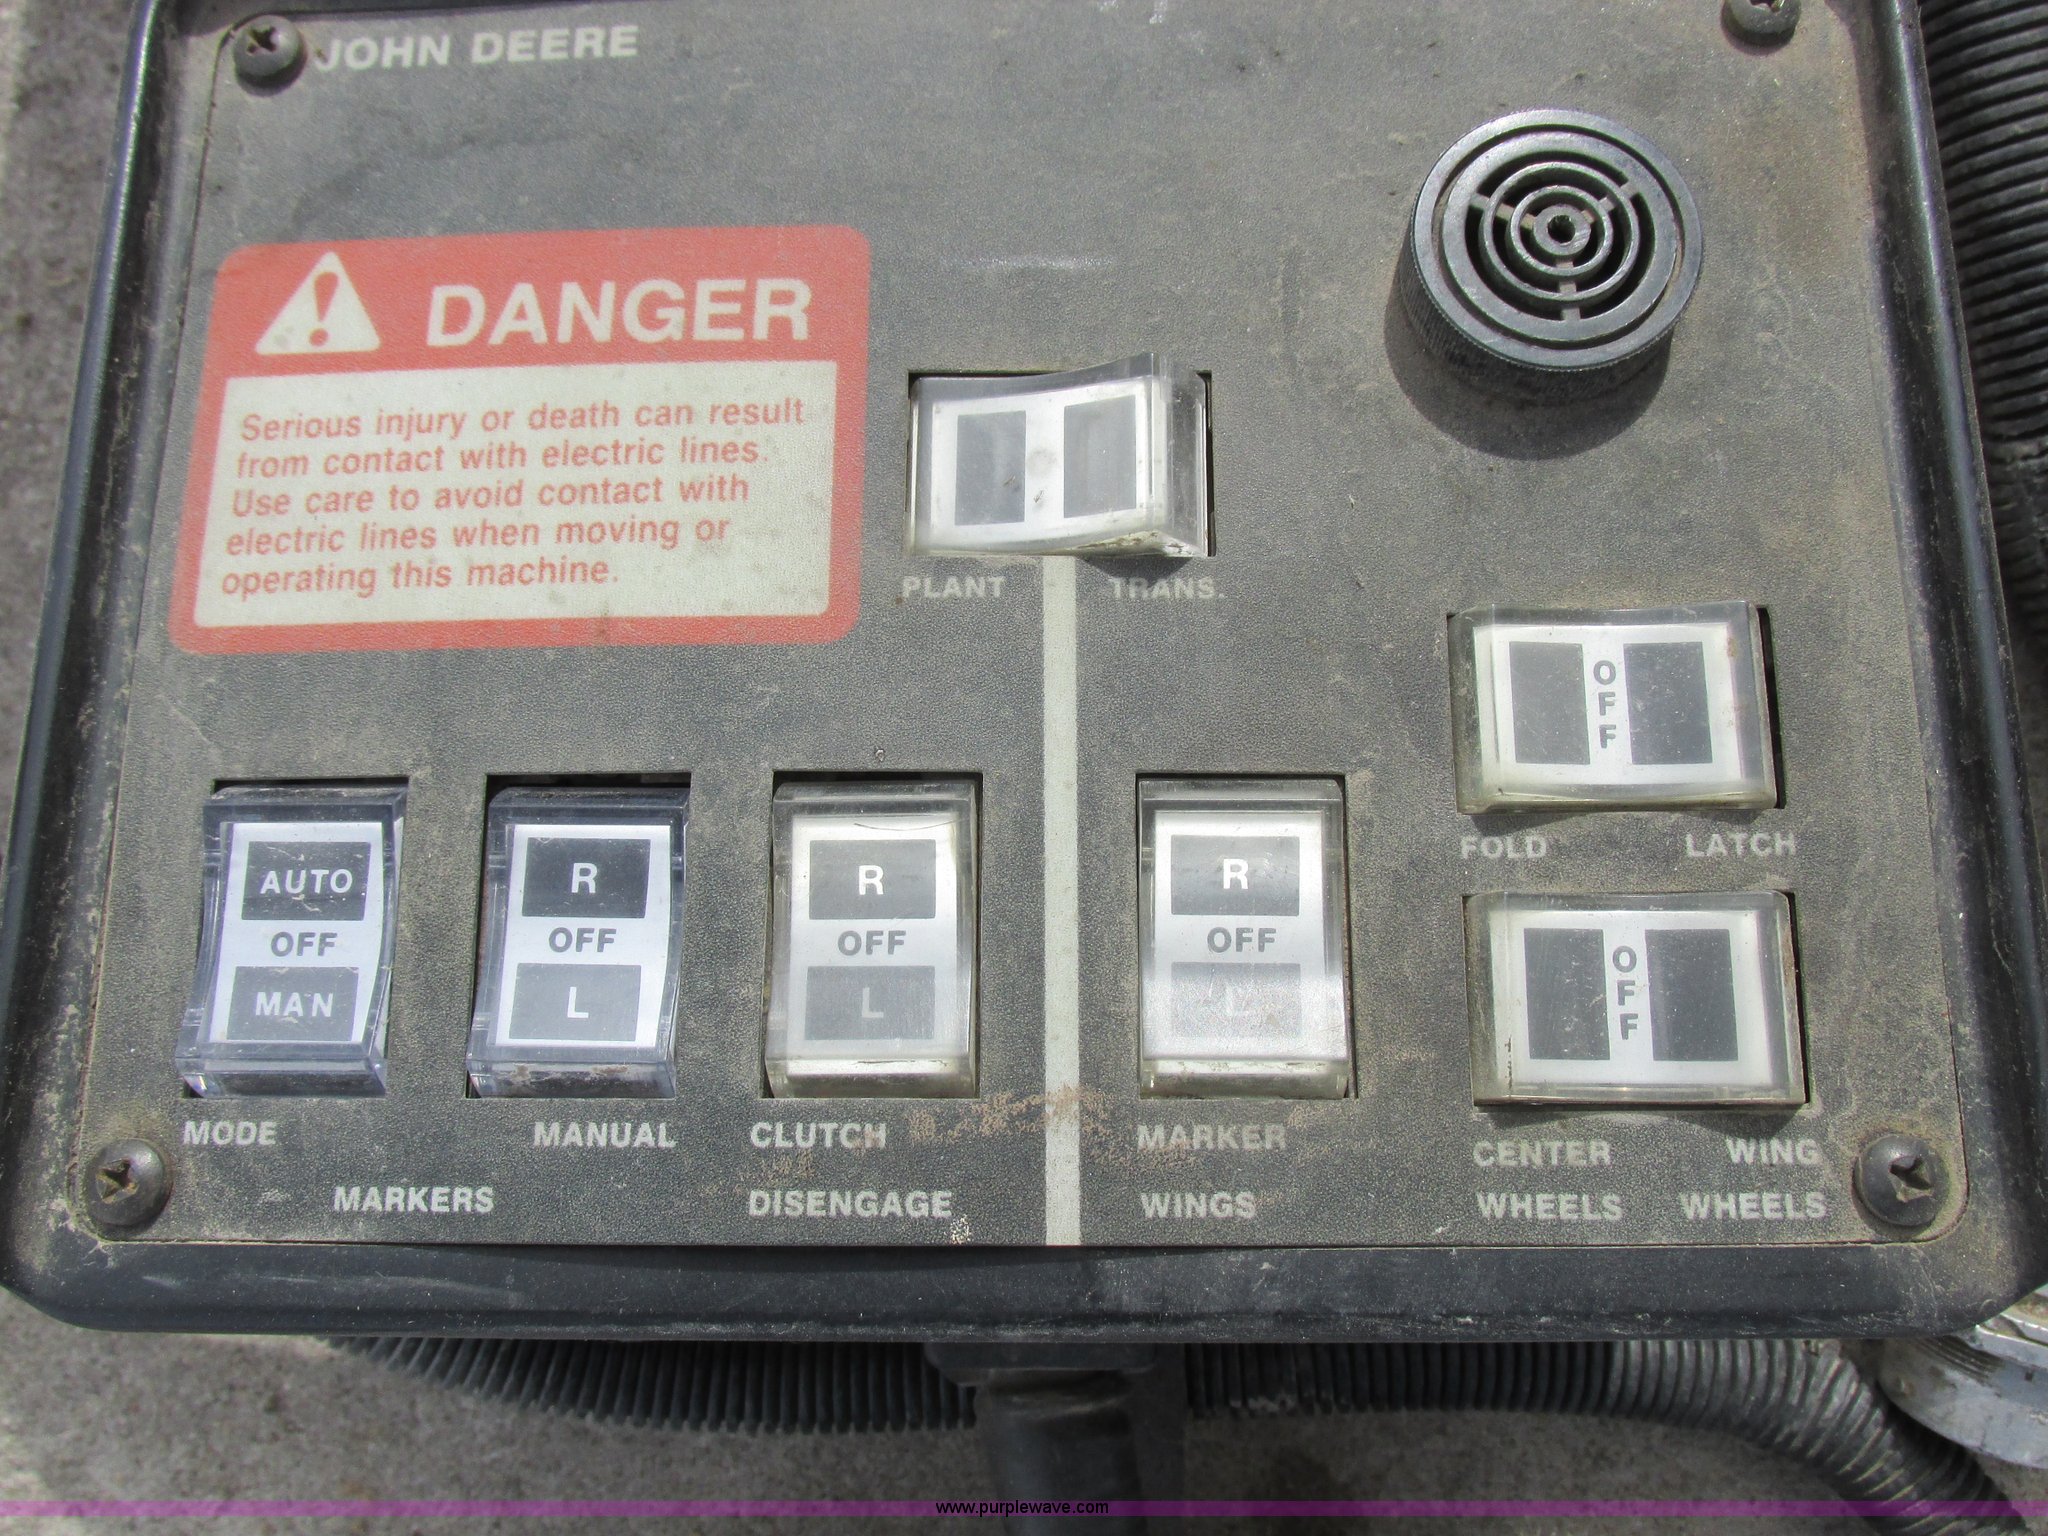 JOHN DEERE
DANGER
Serious injury or death can result
from contact with electric lines.
Use care to avoid contact with
electric lines when moving or
operating this machine.
PLANT TRANS.
OFF
FOLD LATCH
AUTO
OFF
MAN
R
OFF
L
R
OFF
L
R
OFF
L
OFF
MODE MANUAL CLUTCH MARKER CENTER WING
MARKERS DISENGAGE WINGS WHEELS WHEELS
www.purplewave.com